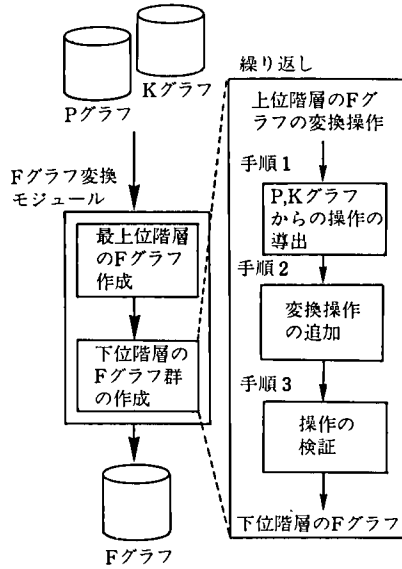 Pグラフ
Kグラフ
Fグラフ変換
モジュール
最上位階層
のFグラフ
作成
下位階層の
Fグラフ群
の作成
Fグラフ
繰り返し
上位階層のFグ
ラフの変換操作
手順1
P,Kグラフ
からの操作の
導出
手順2
変換操作
の追加
手順3
操作の
検証
下位階層のFグラフ